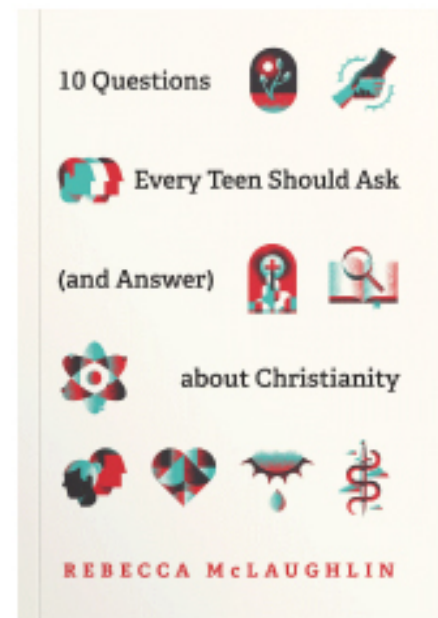 10 Questions
Every Teen Should Ask
(and Answer)
about Christianity
REBECCA McLAUGHLIN